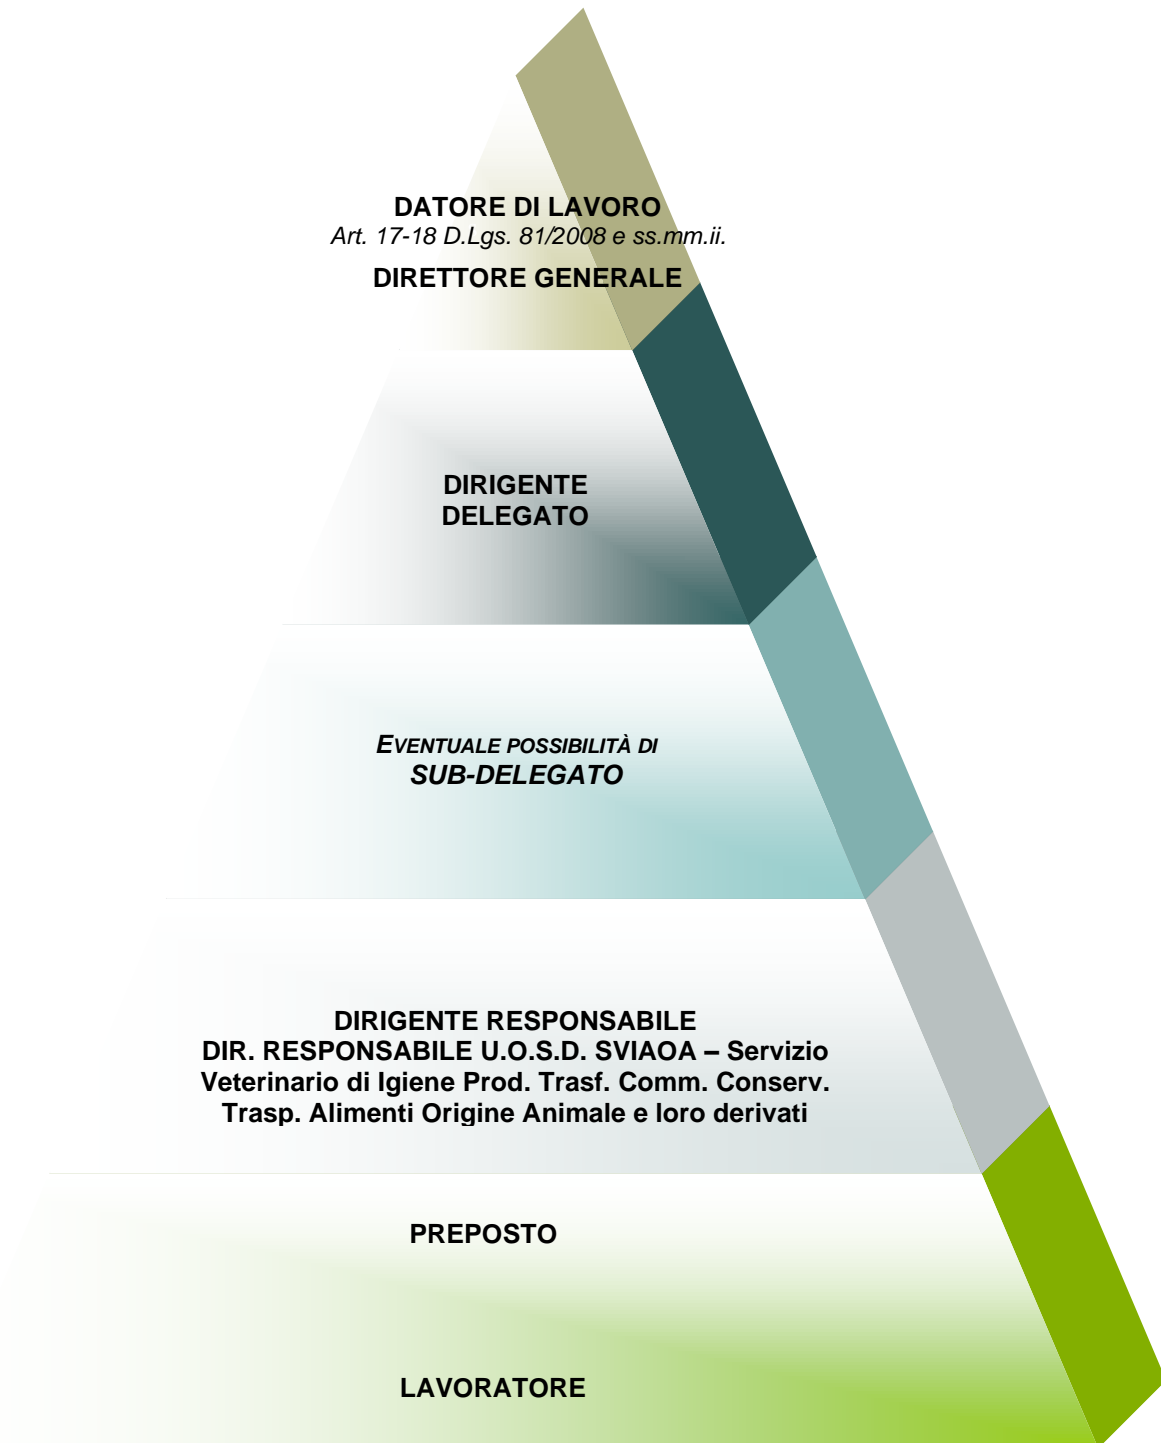 DATORE DI LAVORO
Art. 17-18 D.Lgs. 81/2008 e ss.mm.ii.
DIRETTORE GENERALE
DIRIGENTE
DELEGATO
EVENTUALE POSSIBILITÀ DI
SUB-DELEGATO
DIRIGENTE RESPONSABILE
DIR. RESPONSABILE U.O.S.D. SVIAOA – Servizio
Veterinario di Igiene Prod. Trasf. Comm. Conserv.
Trasp. Alimenti Origine Animale e loro derivati
PREPOSTO
LAVORATORE